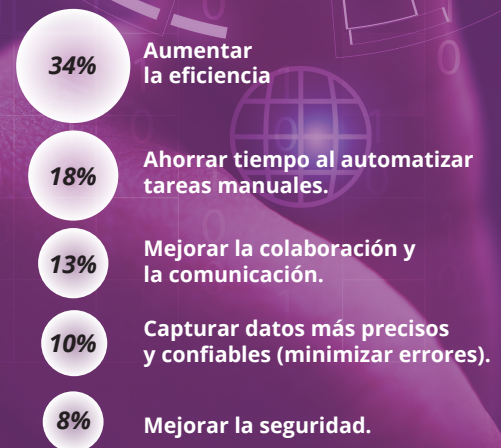 34%
Aumentar
la eficiencia
18%
Ahorrar tiempo al automatizar
tareas manuales.
13%
Mejorar la colaboración y
la comunicación.
10%
Capturar datos más precisos
y confiables (minimizar errores).
8%
Mejorar la seguridad.